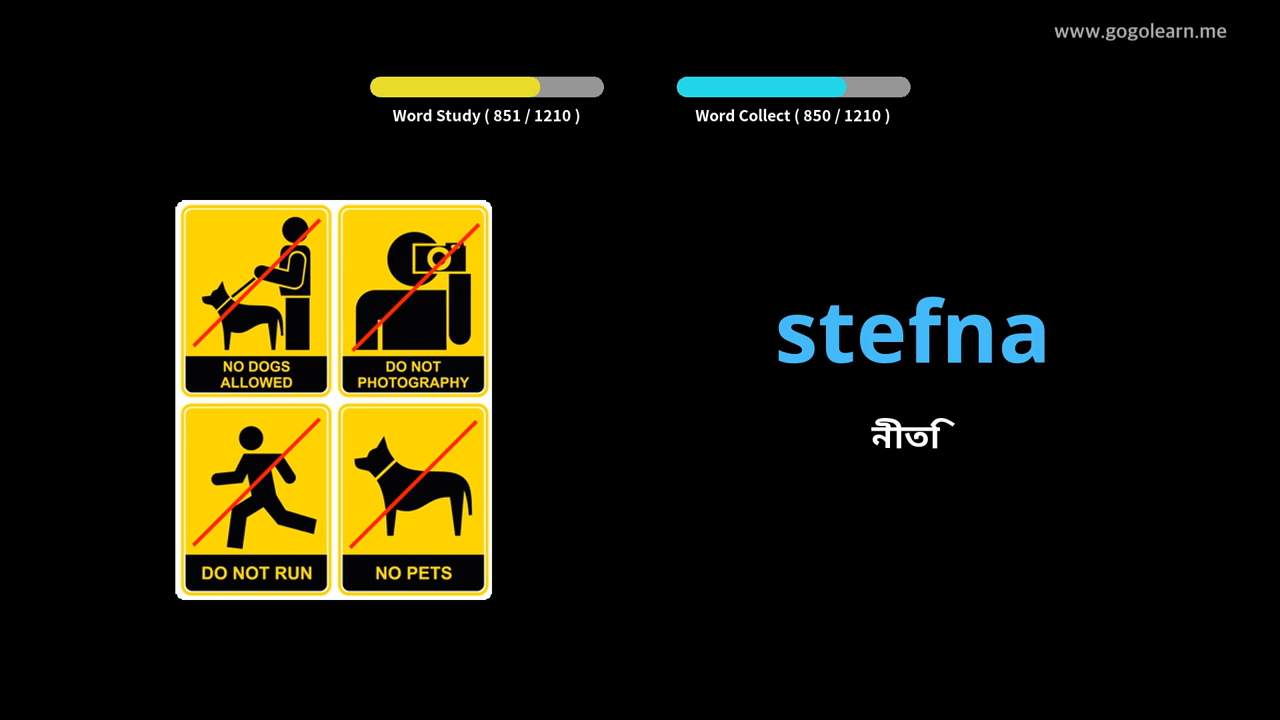 www.gogolearn.me
Word Study ( 851 / 1210 )
Word Collect ( 850 / 1210 )
NO DOGS
ALLOWED
DO NOT
PHOTOGRAPHY
DO NOT RUN
NO PETS
stefna
নীতি